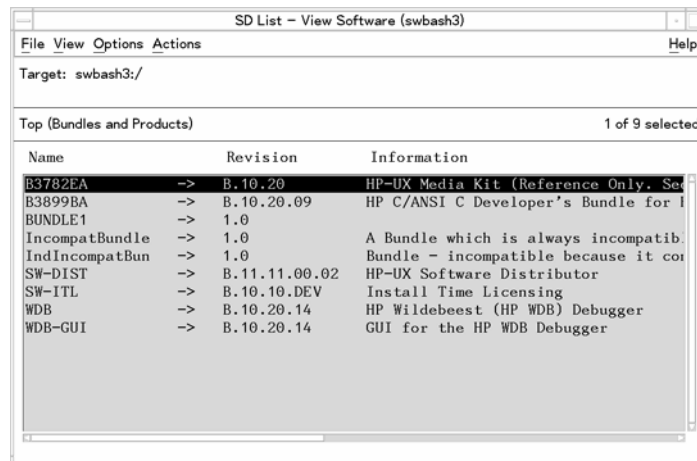 SD List - View Software (swbash3)
File View Options Actions Help
Target: swbash3:/
Top (Bundles and Products) 1 of 9 selected
Name Revision Information
B3782EA -> B.10.20 HP-UX Media Kit (Reference Only. See
B3899BA -> B.10.20.09 HP C/ANSI C Developer's Bundle for
BUNDLE1 -> 1.0
IncompatBundle -> 1.0 A Bundle which is always incompatib
IndIncompatBun -> 1.0 Bundle - incompatible because it con
SW-DIST -> B.11.11.00.02 HP-UX Software Distributor
SW-ITL -> B.10.10.DEV Install Time Licensing
WDB -> B.10.20.14 HP Wildebeest (HP WDB) Debugger
WDB-GUI -> B.10.20.14 GUI for the HP WDB Debugger